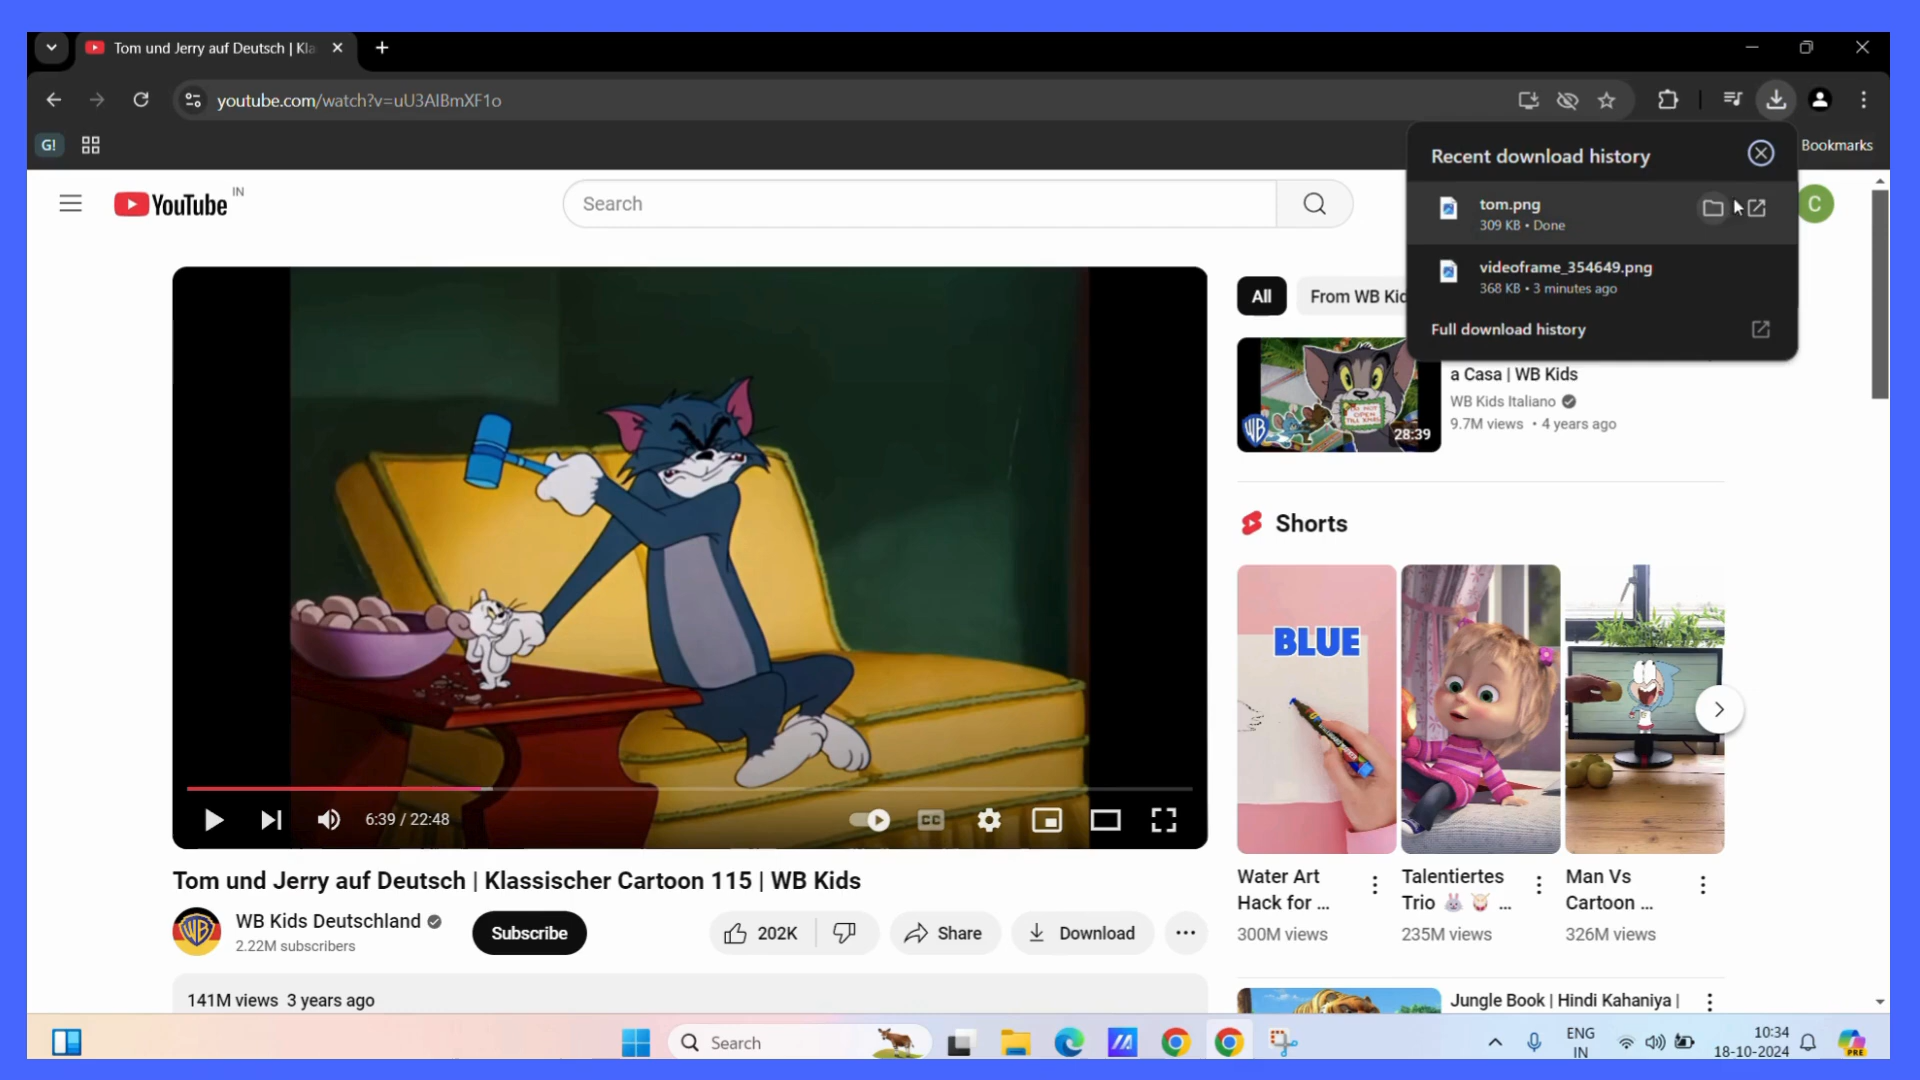 Tom und Jerry auf Deutsch | Kla
youtube.com/watch?v=uU3AlBmXF1o
G!
Bookmarks
Recent download history
tom.png
309 KB • Done
videoframe_354649.png
368 KB • 3 minutes ago
Full download history
YouTube IN
Search
C
All
From WB Kid
WB
28:39
a Casa | WB Kids
WB Kids Italiano
9.7M views • 4 years ago
Shorts
BLUE
Water Art
Hack for ...
300M views
Talentiertes
Trio 🐰 🥁 ...
235M views
Man Vs
Cartoon ...
326M views
6:39 / 22:48
CC
Tom und Jerry auf Deutsch | Klassischer Cartoon 115 | WB Kids
WB
WB Kids Deutschland
2.22M subscribers
Subscribe
202K
Share
Download
141M views 3 years ago
Jungle Book | Hindi Kahaniya |
Search
ENG
IN
10:34
18-10-2024
PRE